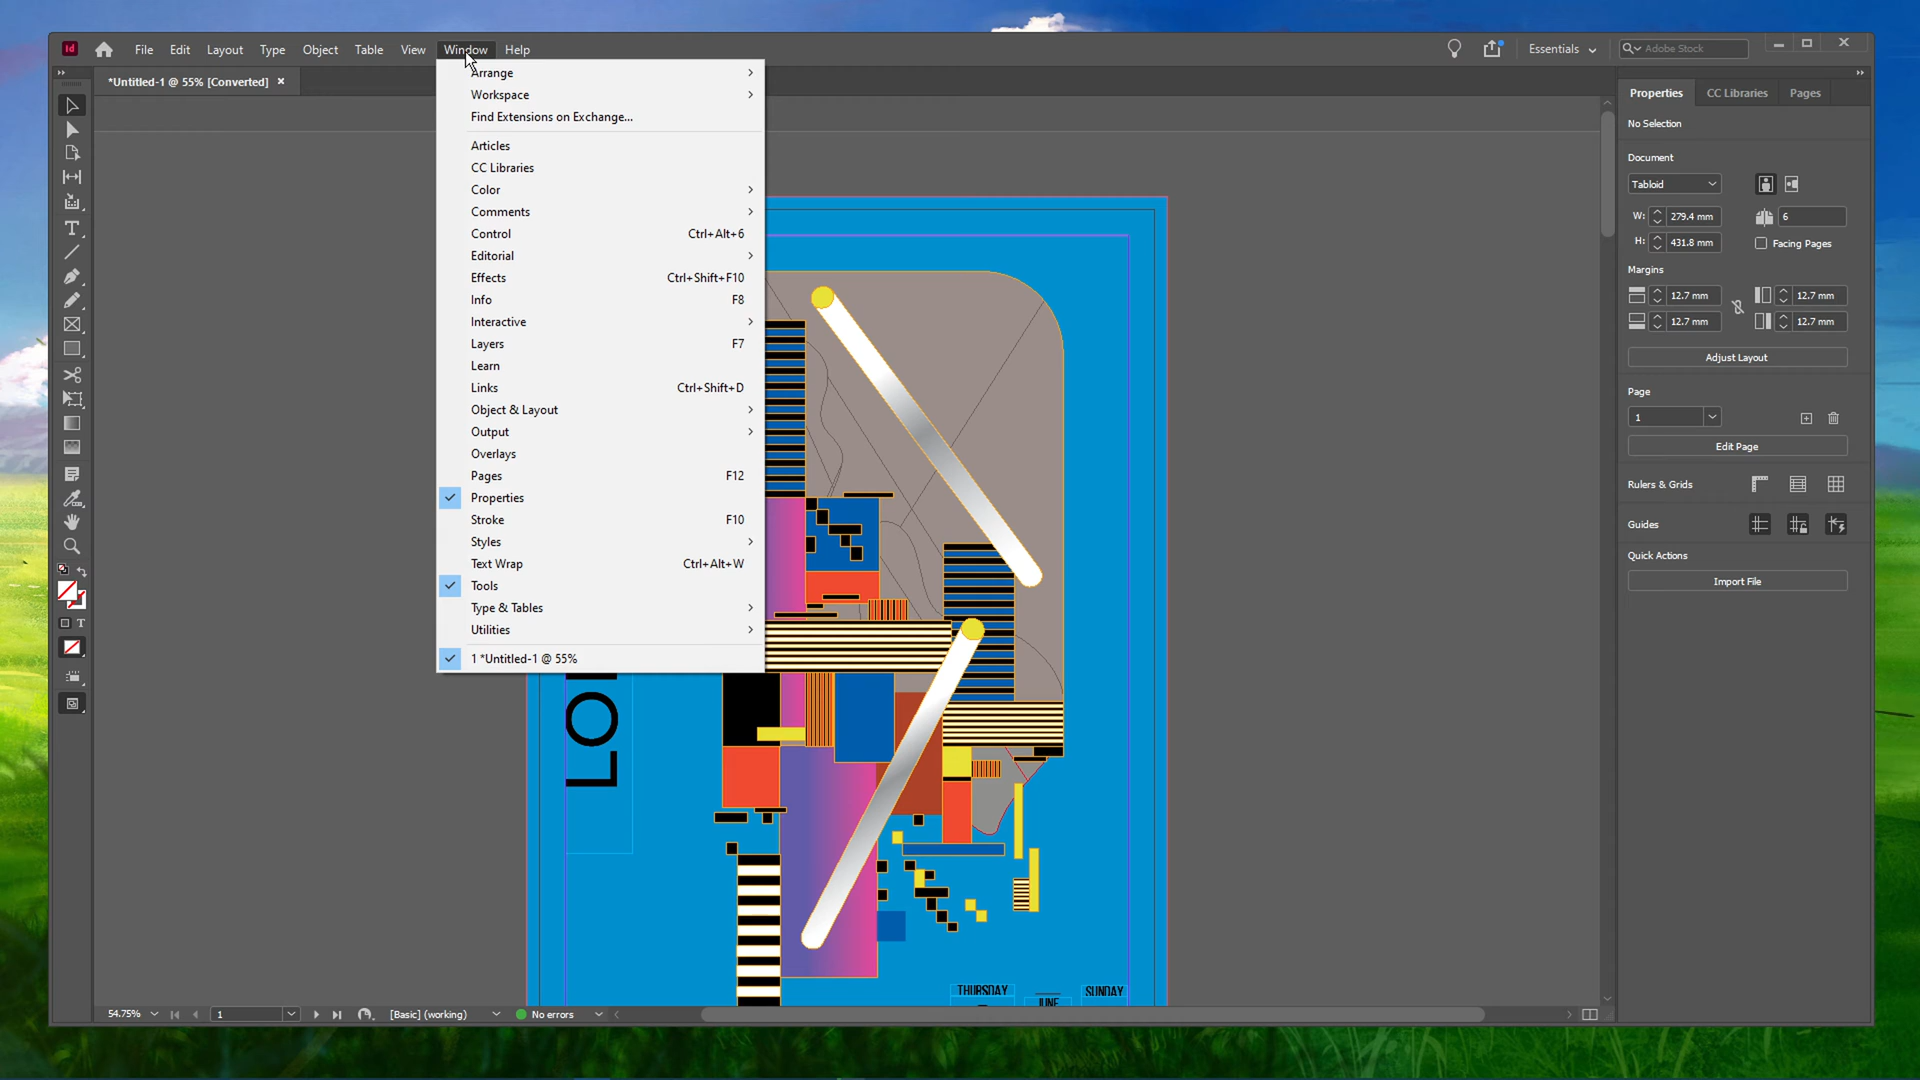 Id
File Edit Layout Type Object Table View Window Help
Essentials
Adobe Stock
*Untitled-1 @ 55% [Converted]
Arrange
Workspace
Find Extensions on Exchange...
Articles
CC Libraries
Color
Comments
Control Ctrl+Alt+6
Editorial
Effects Ctrl+Shift+F10
Info F8
Interactive
Layers F7
Learn
Links Ctrl+Shift+D
Object & Layout
Output
Overlays
Pages F12
Properties
Stroke F10
Styles
Text Wrap Ctrl+Alt+W
Tools
Type & Tables
Utilities
1 *Untitled-1 @ 55%
THURSDAY
JUNE
SUNDAY
Properties CC Libraries Pages
No Selection
Document
Tabloid
W: 279.4 mm 6
H: 431.8 mm Facing Pages
Margins
12.7 mm 12.7 mm
12.7 mm 12.7 mm
Adjust Layout
Page
1
Edit Page
Rulers & Grids
Guides
Quick Actions
Import File
54.75% 1 [Basic] (working) No errors